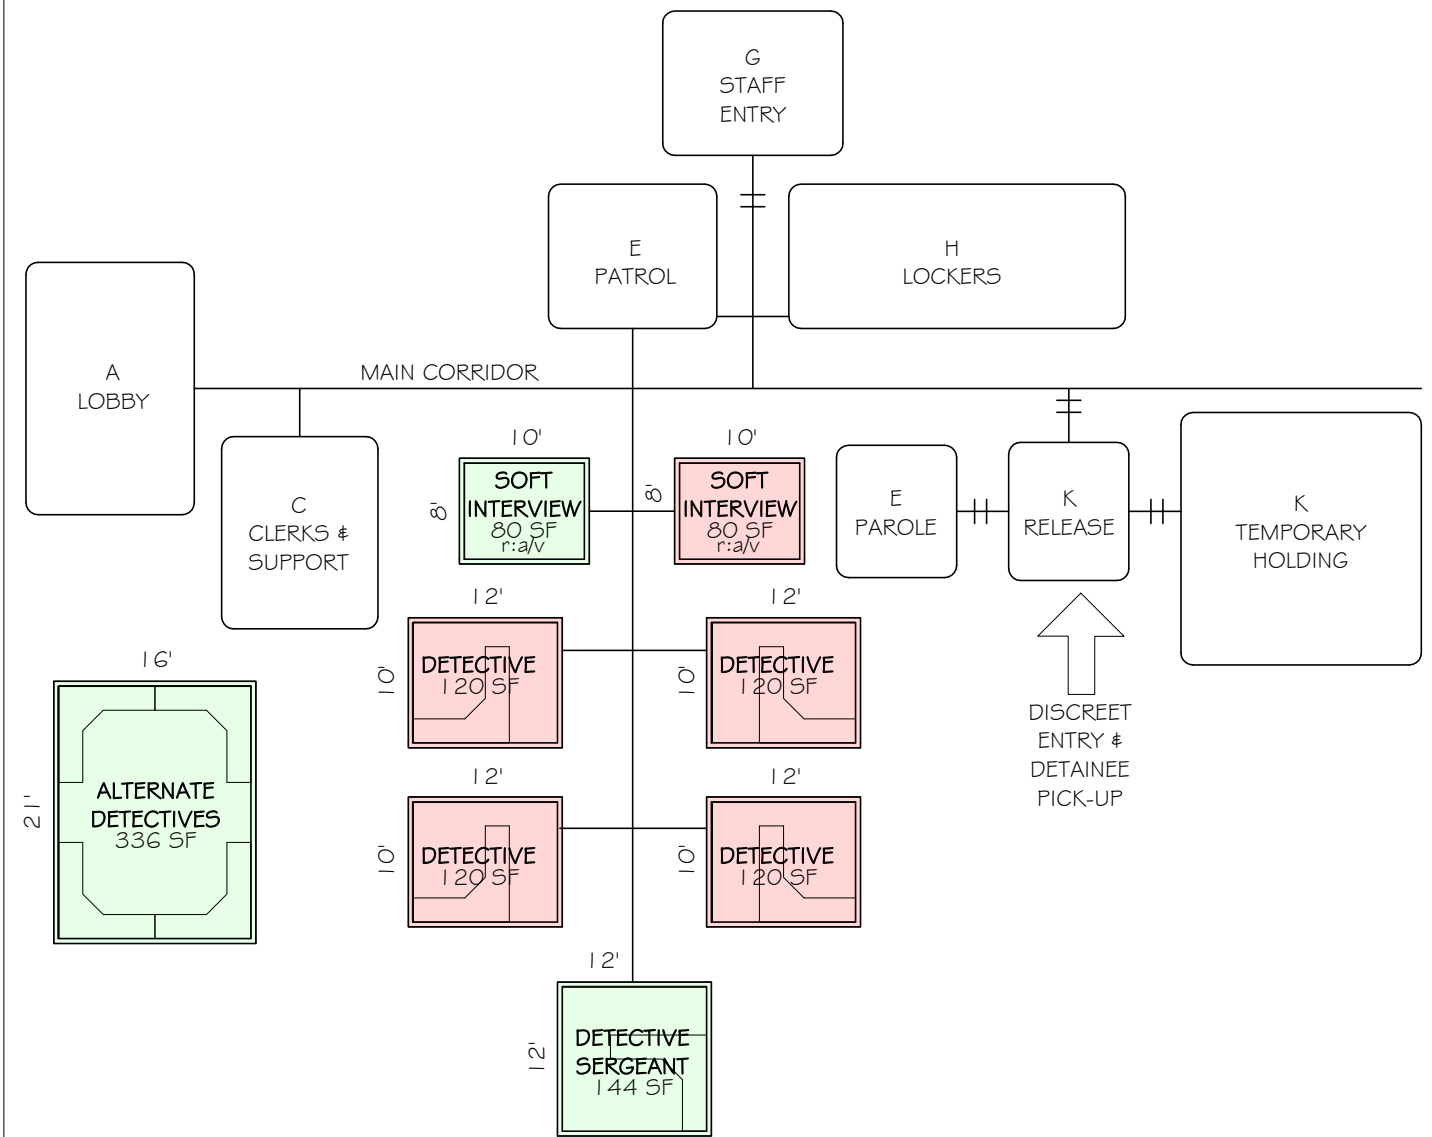 G
STAFF
ENTRY
E
PATROL
H
LOCKERS
A
LOBBY
MAIN CORRIDOR
C
CLERKS &
SUPPORT
10'
8'
SOFT
INTERVIEW
80 SF
r:a/v
10'
8'
SOFT
INTERVIEW
80 SF
r:a/v
E
PAROLE
K
RELEASE
K
TEMPORARY
HOLDING
12'
10'
DETECTIVE
120 SF
12'
10'
DETECTIVE
120 SF
DISCREET
ENTRY &
DETAINEE
PICK-UP
16'
21'
ALTERNATE
DETECTIVES
336 SF
12'
10'
DETECTIVE
120 SF
12'
10'
DETECTIVE
120 SF
12'
12'
DETECTIVE
SERGEANT
144 SF